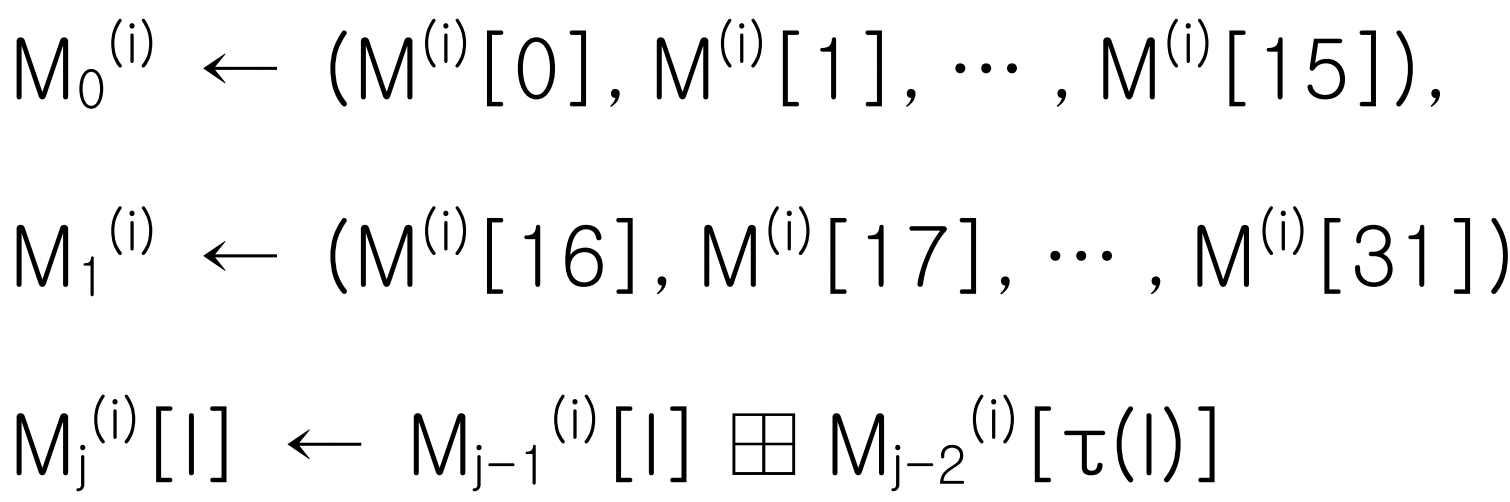 M₀⁽ⁱ⁾ ← (M⁽ⁱ⁾[0], M⁽ⁱ⁾[1], ⋯ , M⁽ⁱ⁾[15]),
M₁⁽ⁱ⁾ ← (M⁽ⁱ⁾[16], M⁽ⁱ⁾[17], ⋯ , M⁽ⁱ⁾[31])
Mⱼ⁽ⁱ⁾[l] ← Mⱼ₋₁⁽ⁱ⁾[l] ⊞ Mⱼ₋₂⁽ⁱ⁾[τ(l)]